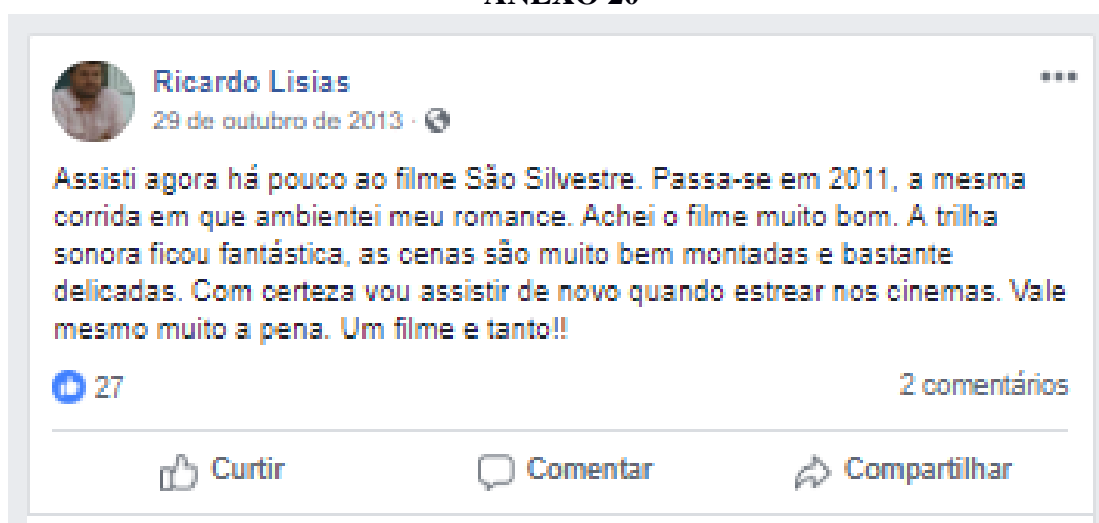 ANEXO 20
Ricardo Lisias
29 de outubro de 2013 ·
Assisti agora há pouco ao filme São Silvestre. Passa-se em 2011, a mesma
corrida em que ambientei meu romance. Achei o filme muito bom. A trilha
sonora ficou fantástica, as cenas são muito bem montadas e bastante
delicadas. Com certeza vou assistir de novo quando estrear nos cinemas. Vale
mesmo muito a pena. Um filme e tanto!!
27
2 comentários
Curtir
Comentar
Compartilhar